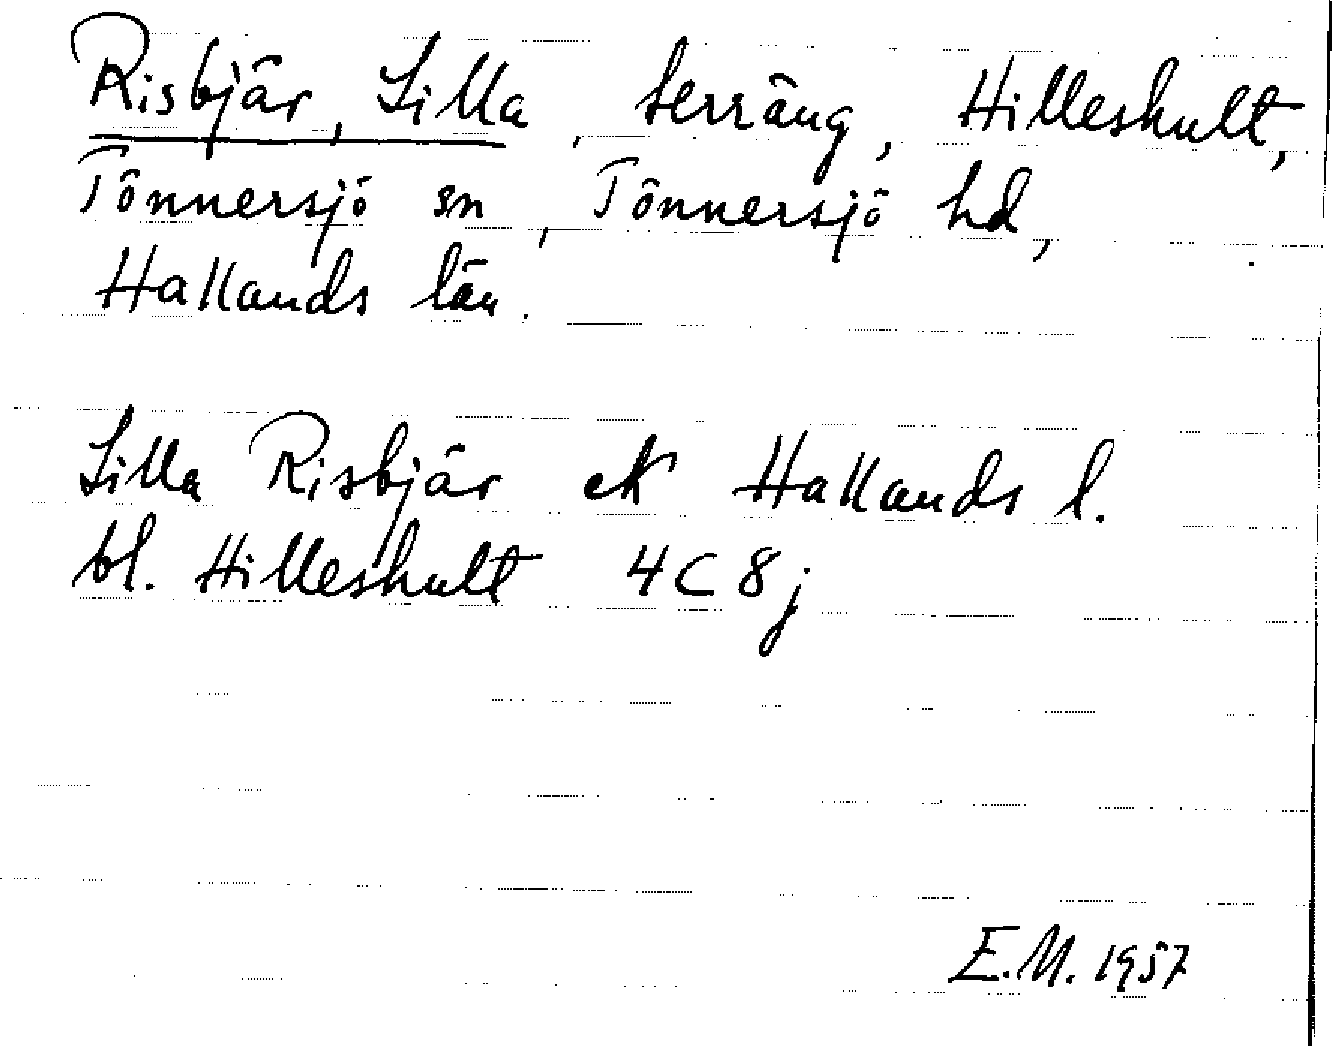 Risbjär, Lilla, terräng, Hilleshult,
Tönnersjö sn, Tönnersjö hd,
Hallands län.
Lilla Risbjär ek Hallands l.
bl. Hilleshult 4C8j
E.M. 1957